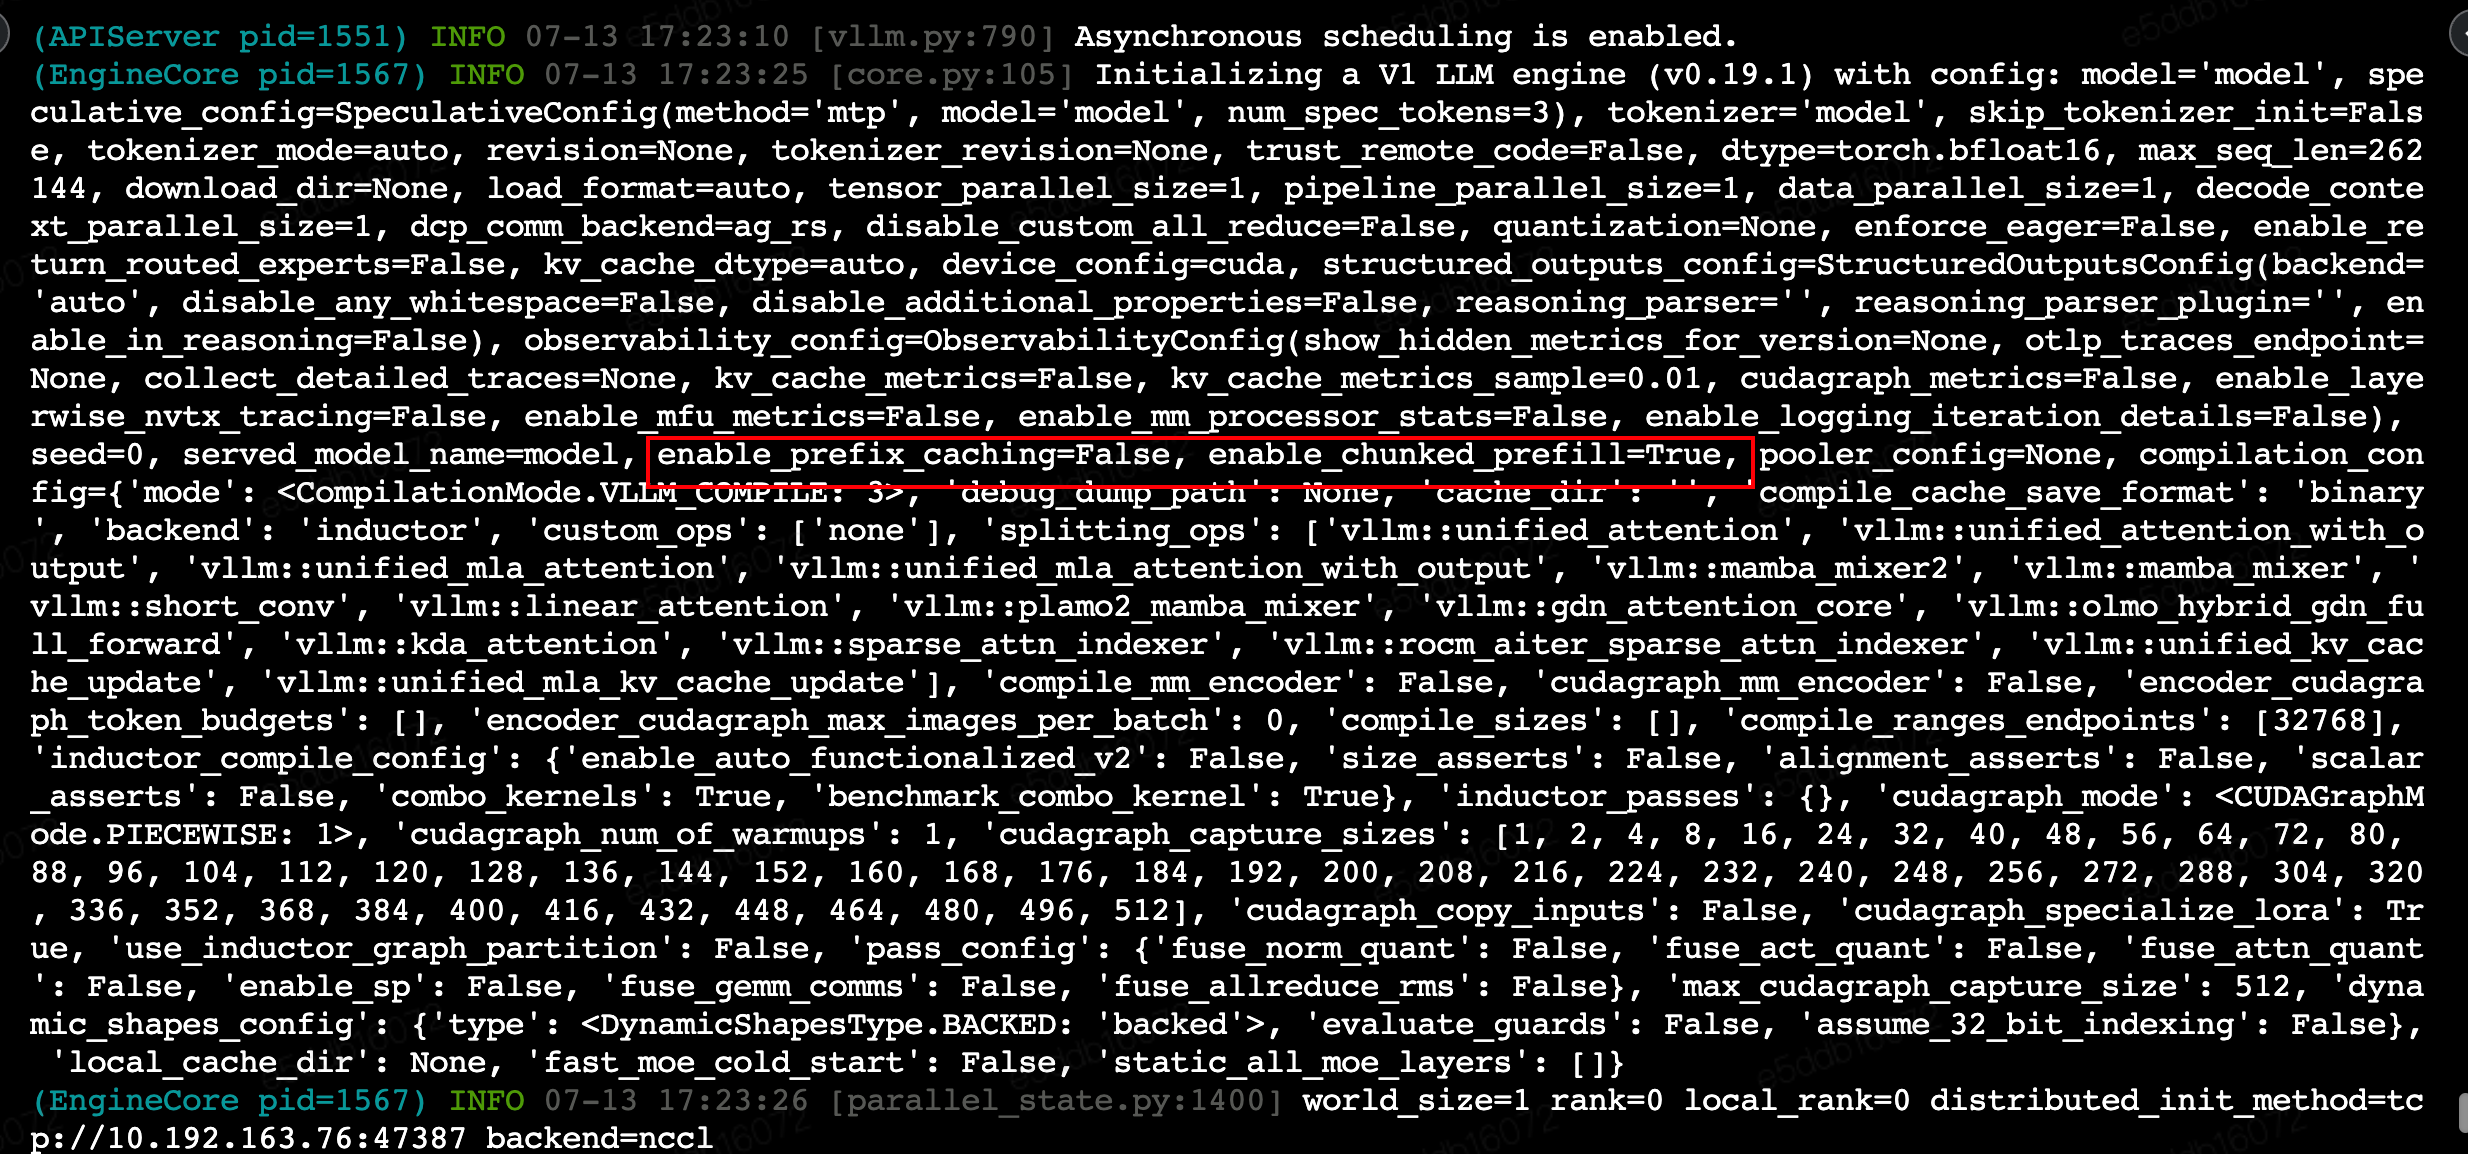 (APIServer pid=1551) INFO 07-13 17:23:10 [vllm.py:790] Asynchronous scheduling is enabled.
(EngineCore pid=1567) INFO 07-13 17:23:25 [core.py:105] Initializing a V1 LLM engine (v0.19.1) with config: model='model', spe
culative_config=SpeculativeConfig(method='mtp', model='model', num_spec_tokens=3), tokenizer='model', skip_tokenizer_init=Fals
e, tokenizer_mode=auto, revision=None, tokenizer_revision=None, trust_remote_code=False, dtype=torch.bfloat16, max_seq_len=262
144, download_dir=None, load_format=auto, tensor_parallel_size=1, pipeline_parallel_size=1, data_parallel_size=1, decode_conte
xt_parallel_size=1, dcp_comm_backend=ag_rs, disable_custom_all_reduce=False, quantization=None, enforce_eager=False, enable_re
turn_routed_experts=False, kv_cache_dtype=auto, device_config=cuda, structured_outputs_config=StructuredOutputsConfig(backend=
'auto', disable_any_whitespace=False, disable_additional_properties=False, reasoning_parser='', reasoning_parser_plugin='', en
able_in_reasoning=False), observability_config=ObservabilityConfig(show_hidden_metrics_for_version=None, otlp_traces_endpoint=
None, collect_detailed_traces=None, kv_cache_metrics=False, kv_cache_metrics_sample=0.01, cudagraph_metrics=False, enable_laye
rwise_nvtx_tracing=False, enable_mfu_metrics=False, enable_mm_processor_stats=False, enable_logging_iteration_details=False),
seed=0, served_model_name=model, enable_prefix_caching=False, enable_chunked_prefill=True, pooler_config=None, compilation_con
fig={'mode': <CompilationMode.VLLM_COMPILE: 3>, 'debug_dump_path': None, 'cache_dir': '', 'compile_cache_save_format': 'binary
', 'backend': 'inductor', 'custom_ops': ['none'], 'splitting_ops': ['vllm::unified_attention', 'vllm::unified_attention_with_o
utput', 'vllm::unified_mla_attention', 'vllm::unified_mla_attention_with_output', 'vllm::mamba_mixer2', 'vllm::mamba_mixer', '
vllm::short_conv', 'vllm::linear_attention', 'vllm::plamo2_mamba_mixer', 'vllm::gdn_attention_core', 'vllm::olmo_hybrid_gdn_fu
ll_forward', 'vllm::kda_attention', 'vllm::sparse_attn_indexer', 'vllm::rocm_aiter_sparse_attn_indexer', 'vllm::unified_kv_cac
he_update', 'vllm::unified_mla_kv_cache_update'], 'compile_mm_encoder': False, 'cudagraph_mm_encoder': False, 'encoder_cudagra
ph_token_budgets': [], 'encoder_cudagraph_max_images_per_batch': 0, 'compile_sizes': [], 'compile_ranges_endpoints': [32768],
'inductor_compile_config': {'enable_auto_functionalized_v2': False, 'size_asserts': False, 'alignment_asserts': False, 'scalar
_asserts': False, 'combo_kernels': True, 'benchmark_combo_kernel': True}, 'inductor_passes': {}, 'cudagraph_mode': <CUDAGraphM
ode.PIECEWISE: 1>, 'cudagraph_num_of_warmups': 1, 'cudagraph_capture_sizes': [1, 2, 4, 8, 16, 24, 32, 40, 48, 56, 64, 72, 80,
88, 96, 104, 112, 120, 128, 136, 144, 152, 160, 168, 176, 184, 192, 200, 208, 216, 224, 232, 240, 248, 256, 272, 288, 304, 320
, 336, 352, 368, 384, 400, 416, 432, 448, 464, 480, 496, 512], 'cudagraph_copy_inputs': False, 'cudagraph_specialize_lora': Tr
ue, 'use_inductor_graph_partition': False, 'pass_config': {'fuse_norm_quant': False, 'fuse_act_quant': False, 'fuse_attn_quant
': False, 'enable_sp': False, 'fuse_gemm_comms': False, 'fuse_allreduce_rms': False}, 'max_cudagraph_capture_size': 512, 'dyna
mic_shapes_config': {'type': <DynamicShapesType.BACKED: 'backed'>, 'evaluate_guards': False, 'assume_32_bit_indexing': False},
'local_cache_dir': None, 'fast_moe_cold_start': False, 'static_all_moe_layers': []}
(EngineCore pid=1567) INFO 07-13 17:23:26 [parallel_state.py:1400] world_size=1 rank=0 local_rank=0 distributed_init_method=tc
p://10.192.163.76:47387 backend=nccl